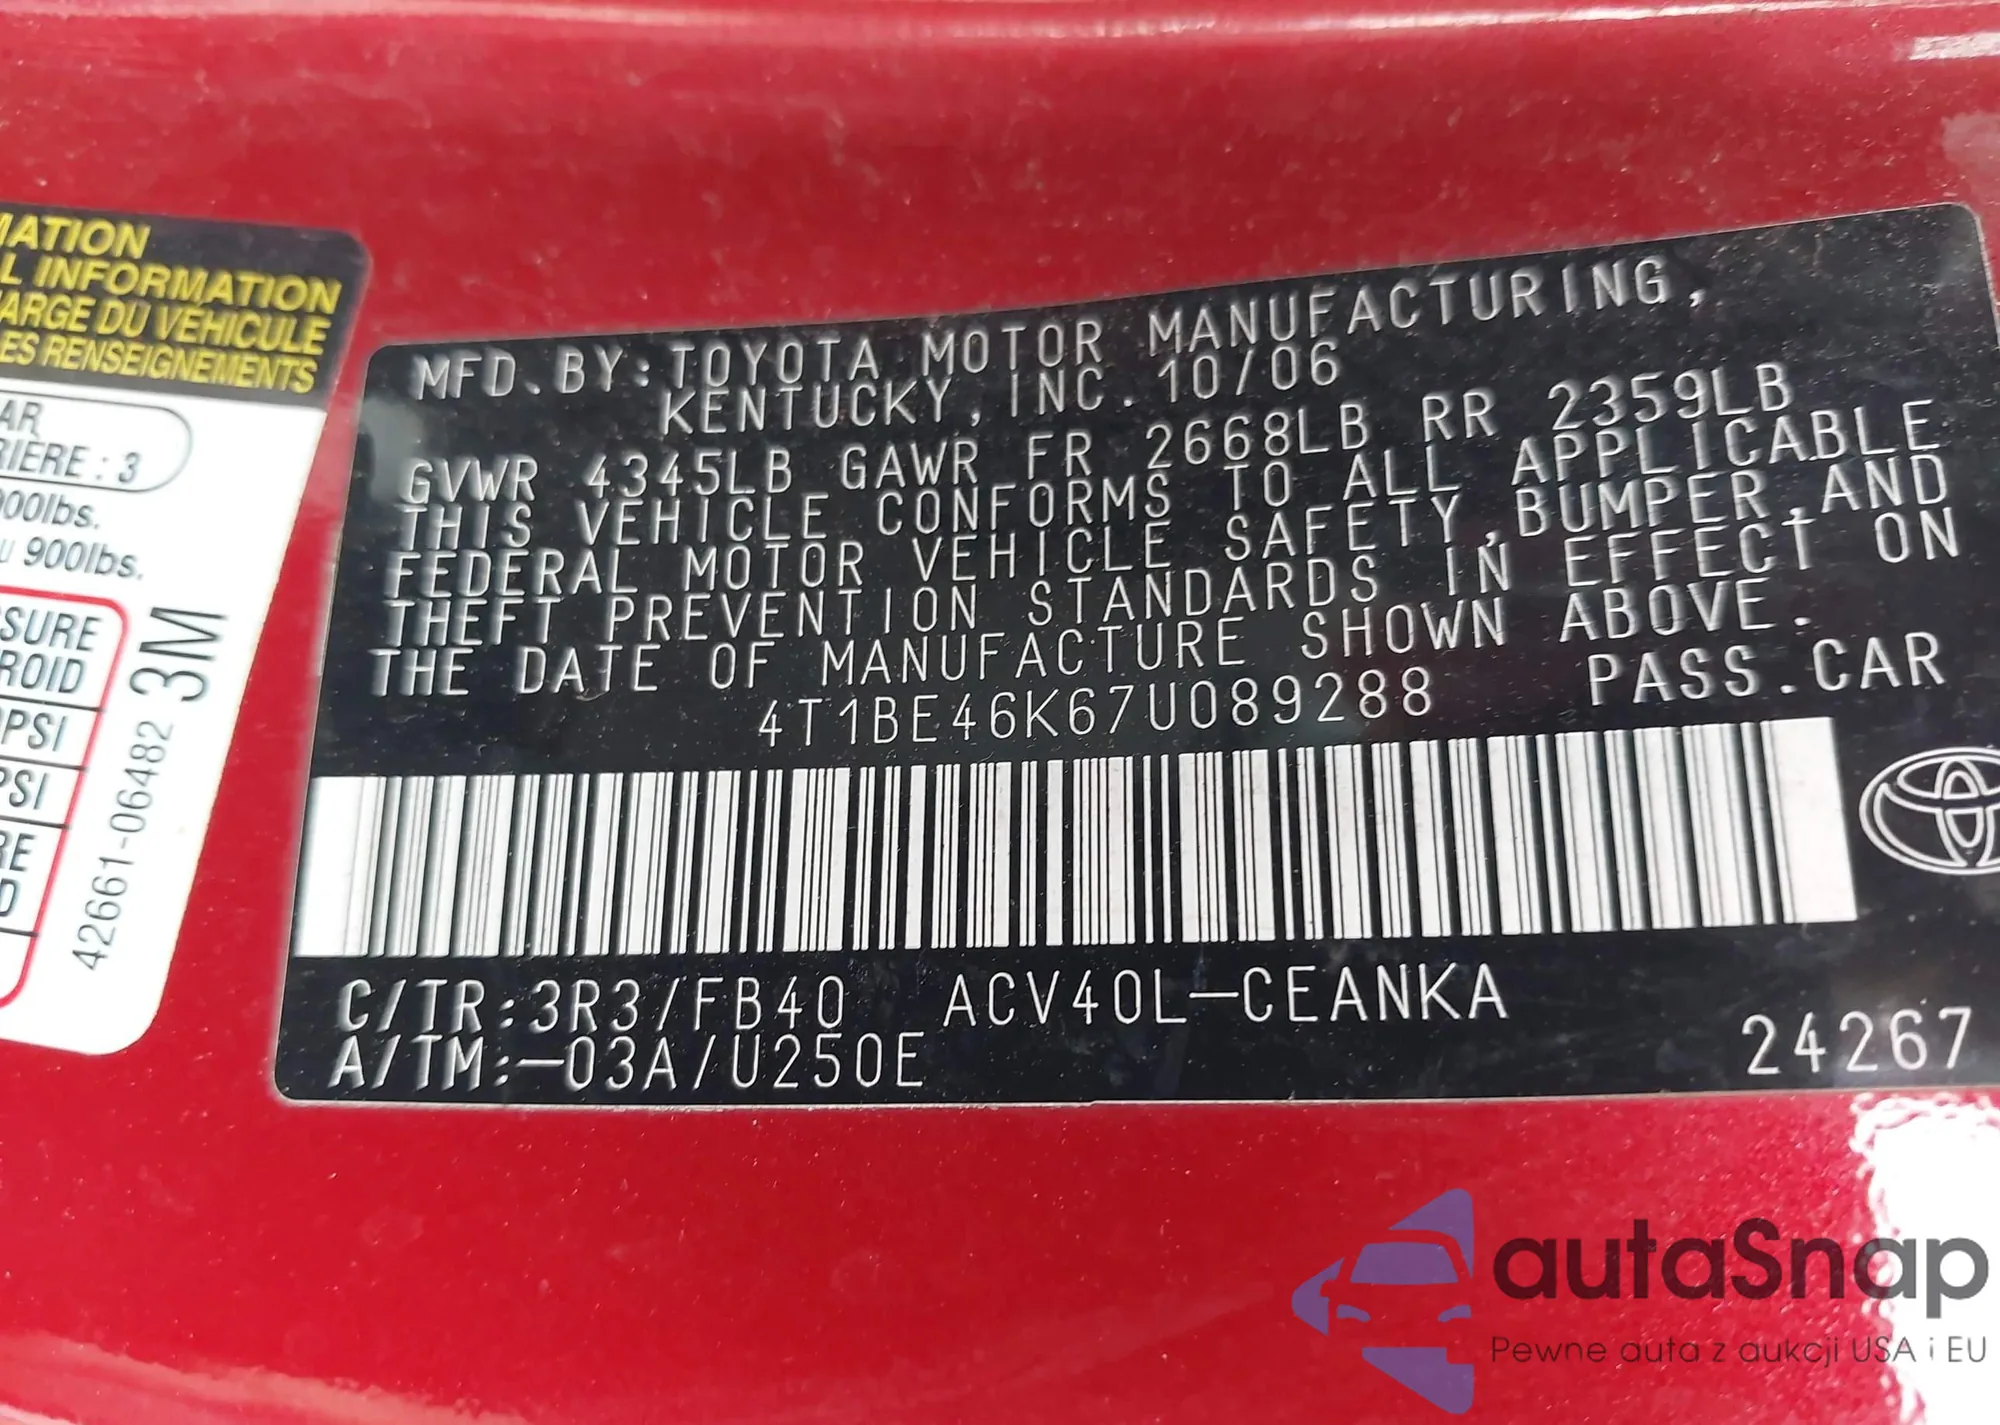 MATION
L INFORMATION
ARGE DU VÉHICULE
ES RENSEIGNEMENTS
AR
RIÈRE : 3
900lbs.
U 900lbs.
SURE
ROID
PSI
PSI
RE
D
42661-06482 3M
MFD.BY:TOYOTA MOTOR MANUFACTURING,
KENTUCKY, INC. 10/06
GVWR 4345LB GAWR FR 2668LB RR 2359LB
THIS VEHICLE CONFORMS TO ALL APPLICABLE
FEDERAL MOTOR VEHICLE SAFETY,BUMPER,AND
THEFT PREVENTION STANDARDS IN EFFECT ON
THE DATE OF MANUFACTURE SHOWN ABOVE.
4T1BE46K67U089288 PASS.CAR
C/TR:3R3/FB40 ACV40L-CEANKA
A/TM:-03A/U250E 24267
autaSnap
Pewne auta z aukcji USA i EU